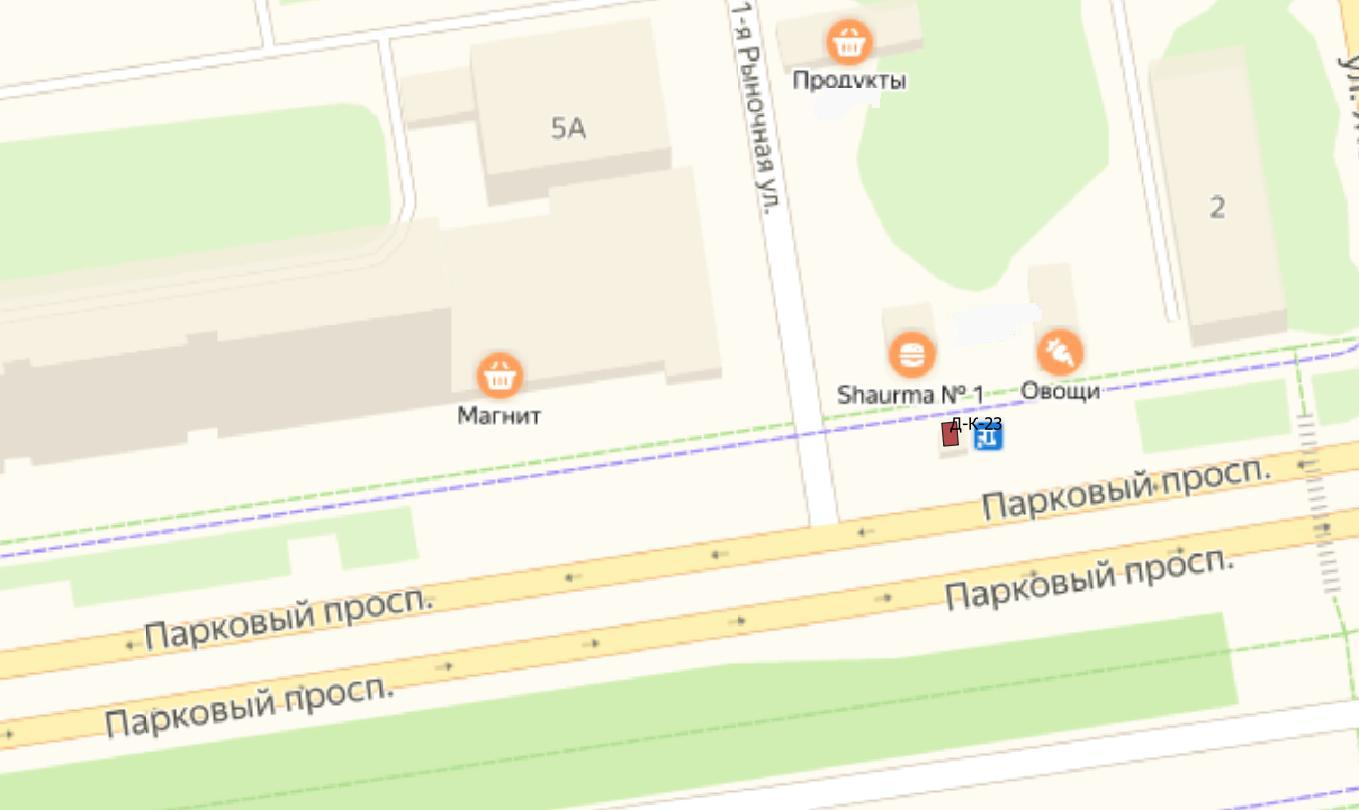 1-я Рыночная ул.
Продукты
5А
2
Магнит
Shaurma № 1
Овощи
Д-К-23
Парковый просп.
Парковый просп.
Парковый просп.
Парковый просп.
ул.